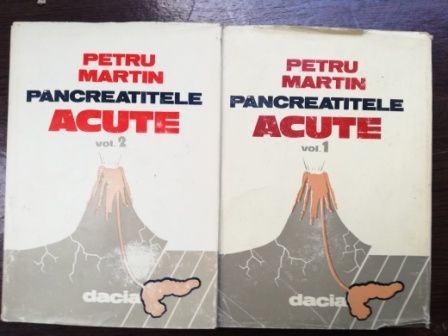 PETRU
MARTIN
PANCREATITELE
ACUTE
vol. 2
dacia
PETRU
MARTIN
PANCREATITELE
ACUTE
vol. 1
dacia